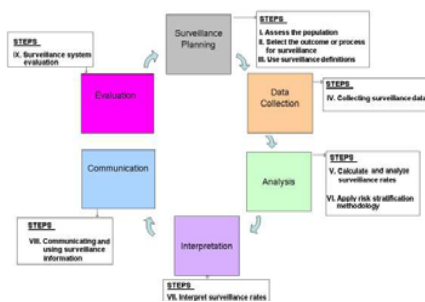 Surveillance
Planning
STEPS
I. Assess the population
II. Select the outcome or process
for surveillance
III. Use surveillance definitions
STEPS
IX. Surveillance system
evaluation
Evaluation
Data
Collection
STEPS
IV. Collecting surveillance data
Communication
Analysis
STEPS
V. Calculate and analyze
surveillance rates
VI. Apply risk stratification
methodology
STEPS
VIII. Communicating and
using surveillance
information
Interpretation
STEPS
VII. Interpret surveillance rates